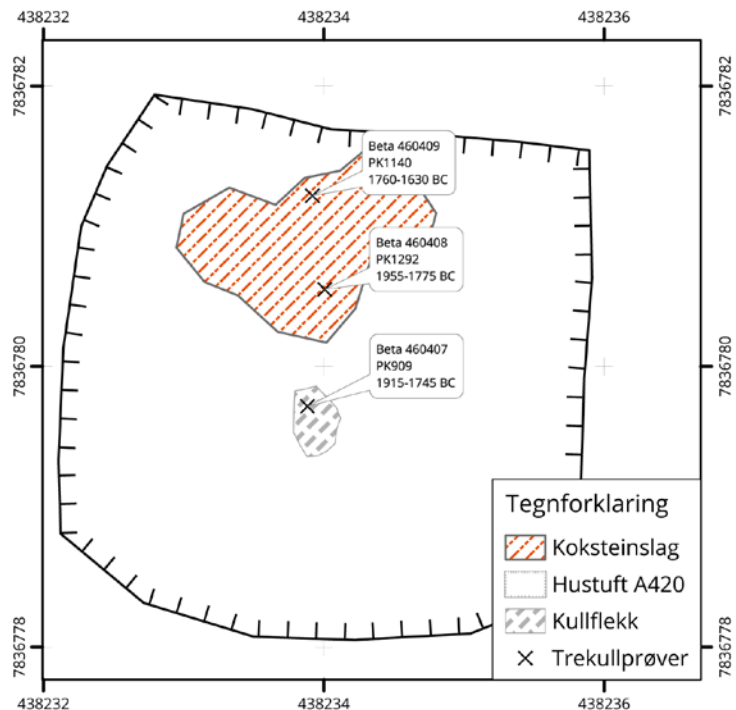 438232
438234
438236
7836782
7836782
Beta 460409
PK1140
1760-1630 BC
Beta 460408
PK1292
1955-1775 BC
7836780
7836780
Beta 460407
PK909
1915-1745 BC
Tegnforklaring
Koksteinslag
Hustuft A420
Kullflekk
Trekullprøver
7836778
7836778
438232
438234
438236